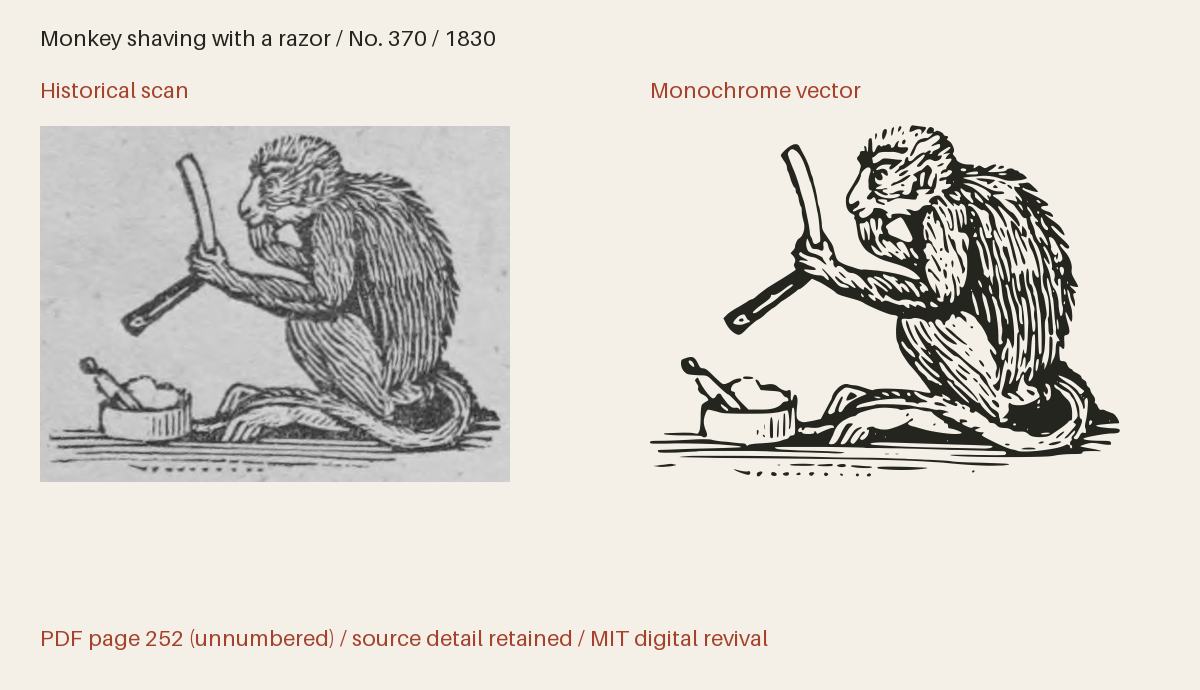 Monkey shaving with a razor / No. 370 / 1830
Historical scan
Monochrome vector
PDF page 252 (unnumbered) / source detail retained / MIT digital revival